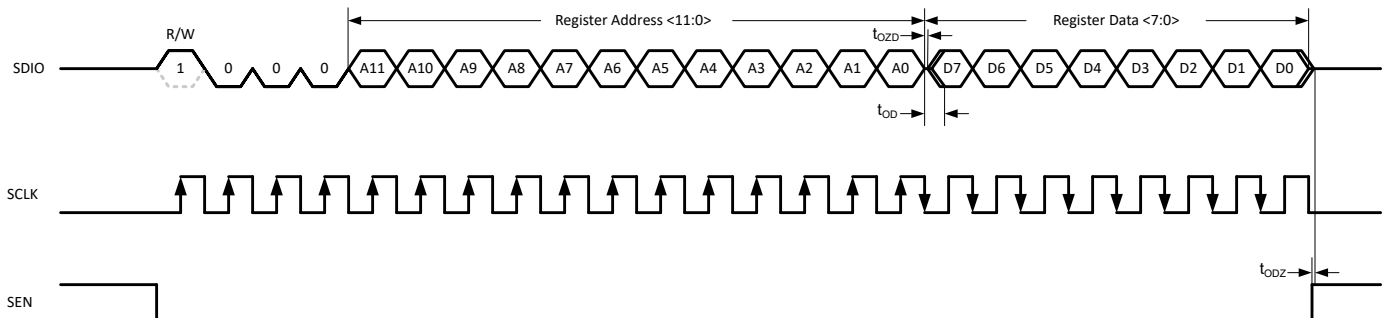 Register Address <11:0>
Register Data <7:0>
R/W
tOZD
SDIO
1 0 0 0 A11 A10 A9 A8 A7 A6 A5 A4 A3 A2 A1 A0 D7 D6 D5 D4 D3 D2 D1 D0
tOD
SCLK
tODZ
SEN